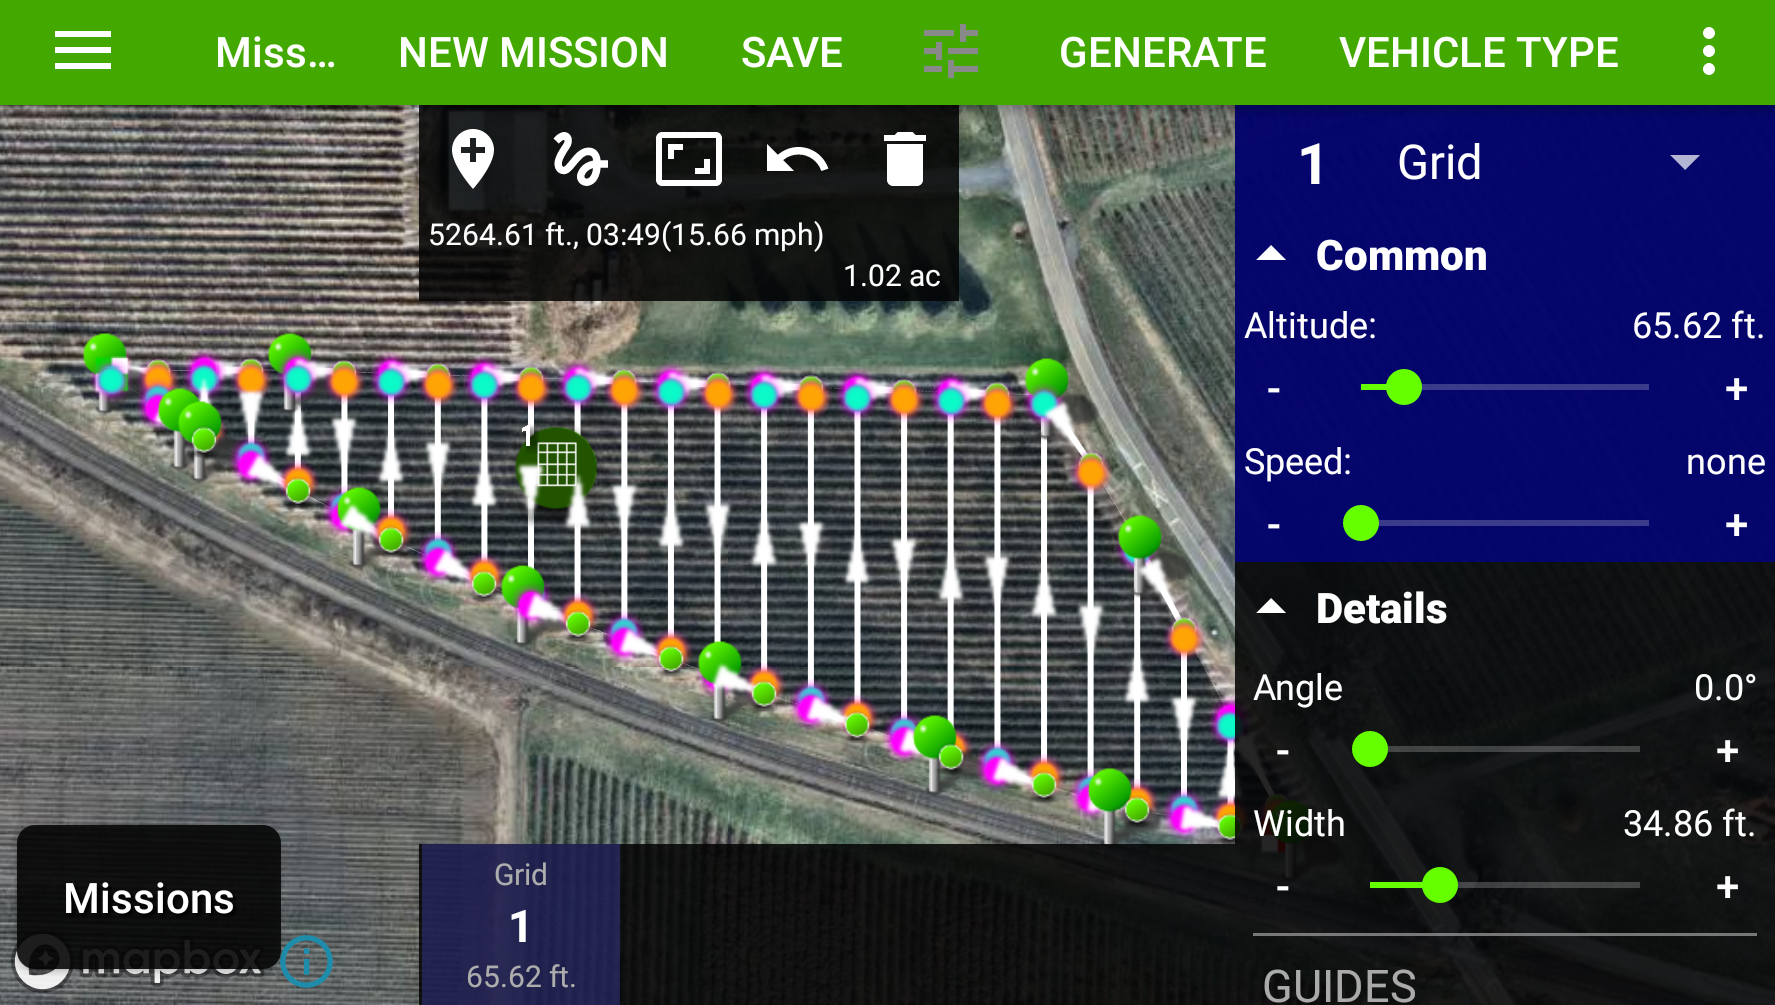 Miss... NEW MISSION SAVE GENERATE VEHICLE TYPE
5264.61 ft., 03:49(15.66 mph)
1.02 ac
1 Grid
Common
Altitude: 65.62 ft.
- +
Speed: none
- +
Details
Angle 0.0°
- +
Width 34.86 ft.
- +
GUIDES
1
Missions
mapbox
Grid
1
65.62 ft.